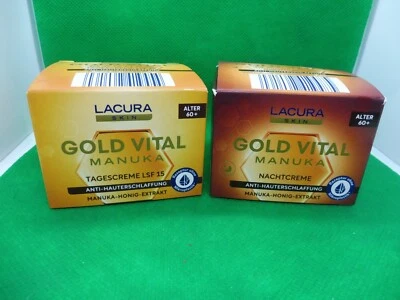 LACURA
SKIN
ALTER
60+
GOLD VITAL
MANUKA
TAGESCREME LSF 15
ANTI-HAUTERSCHLAFFUNG
MANUKA-HONIG-EXTRAKT
LACURA
SKIN
ALTER
60+
GOLD VITAL
MANUKA
NACHTCREME
ANTI-HAUTERSCHLAFFUNG
MANUKA-HONIG-EXTRAKT